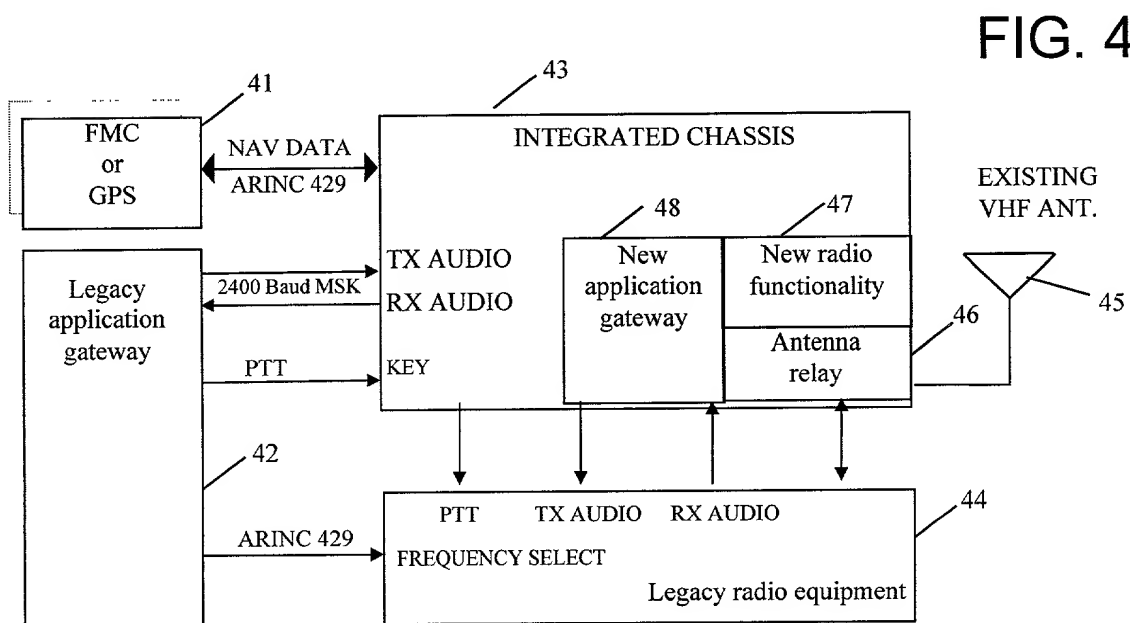 FIG. 4
41
43
FMC
or
GPS
NAV DATA
ARINC 429
INTEGRATED CHASSIS
EXISTING
VHF ANT.
48
47
TX AUDIO
2400 Baud MSK
RX AUDIO
New
application
gateway
New radio
functionality
45
46
Legacy
application
gateway
Antenna
relay
PTT
KEY
42
44
PTT
TX AUDIO
RX AUDIO
ARINC 429
FREQUENCY SELECT
Legacy radio equipment